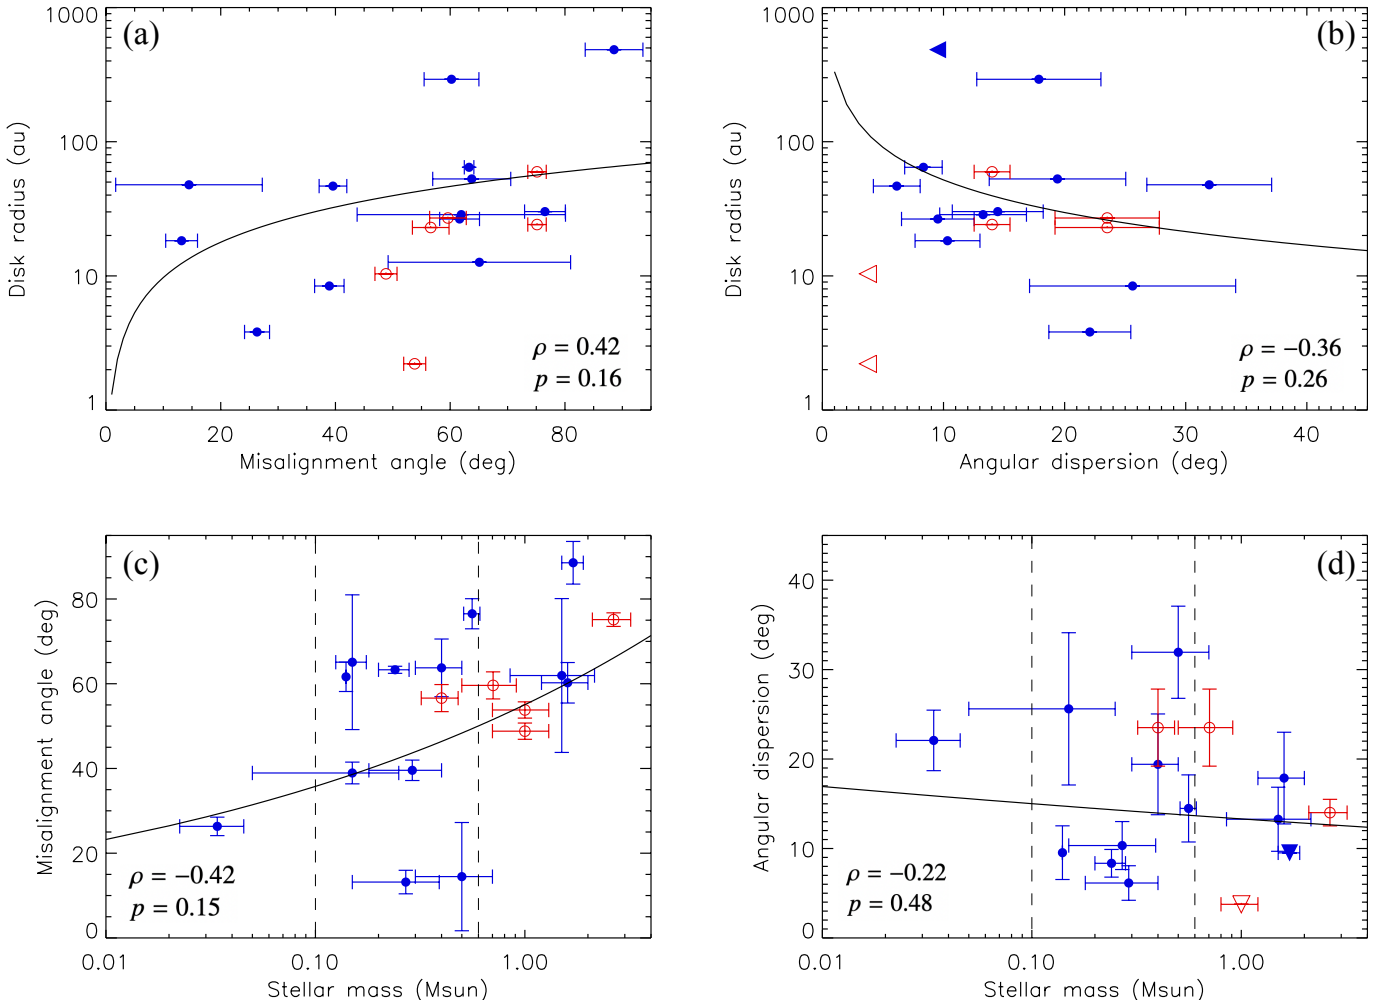 (a)
1000
100
10
1
Disk radius (au)
ρ = 0.42
p = 0.16
0 20 40 60 80
Misalignment angle (deg)
(b)
1000
100
10
1
Disk radius (au)
ρ = −0.36
p = 0.26
0 10 20 30 40
Angular dispersion (deg)
(c)
80
60
40
20
0
Misalignment angle (deg)
ρ = −0.42
p = 0.15
0.01 0.10 1.00
Stellar mass (Msun)
(d)
40
30
20
10
0
Angular dispersion (deg)
ρ = −0.22
p = 0.48
0.01 0.10 1.00
Stellar mass (Msun)